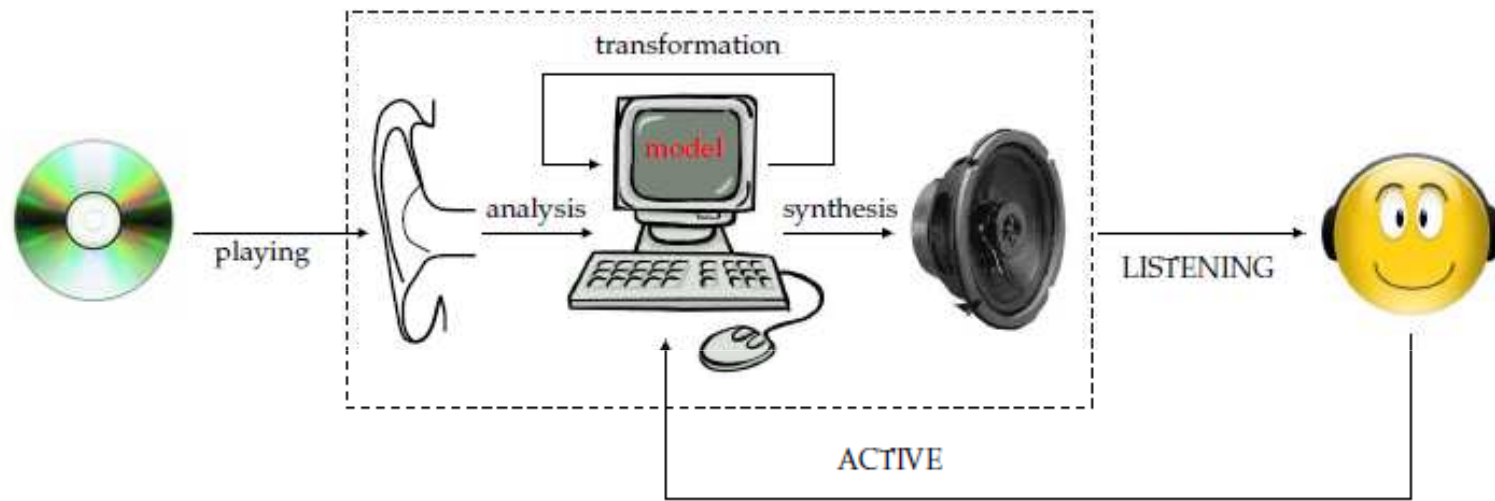 transformation
model
analysis
synthesis
playing
LISTENING
ACTIVE